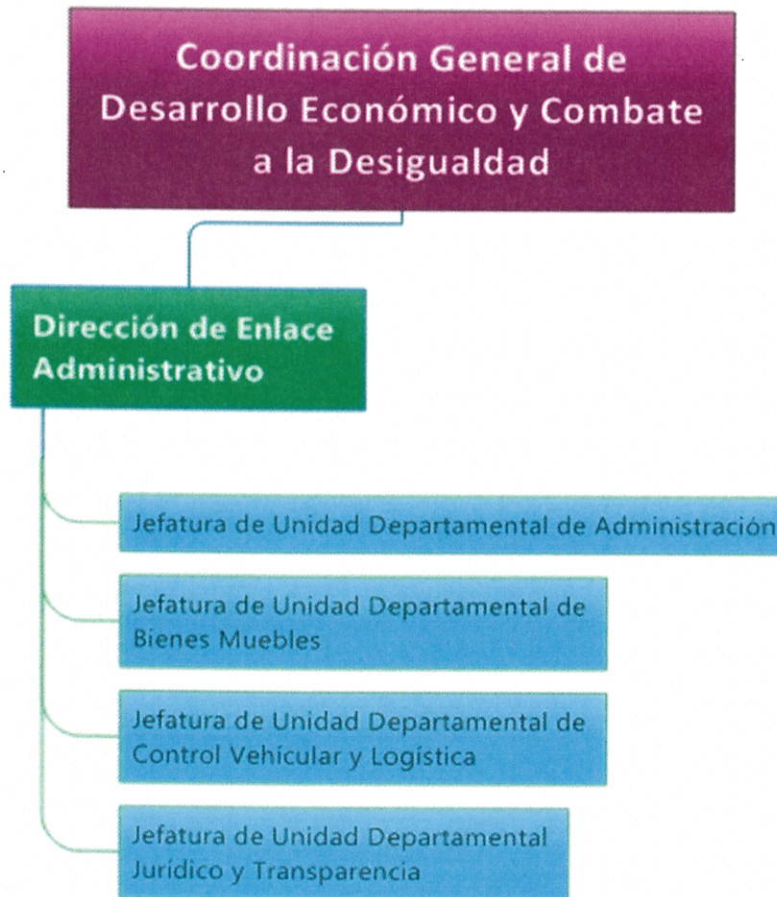 Coordinación General de
Desarrollo Económico y Combate
a la Desigualdad
Dirección de Enlace
Administrativo
Jefatura de Unidad Departamental de Administración
Jefatura de Unidad Departamental de
Bienes Muebles
Jefatura de Unidad Departamental de
Control Vehícular y Logística
Jefatura de Unidad Departamental
Jurídico y Transparencia